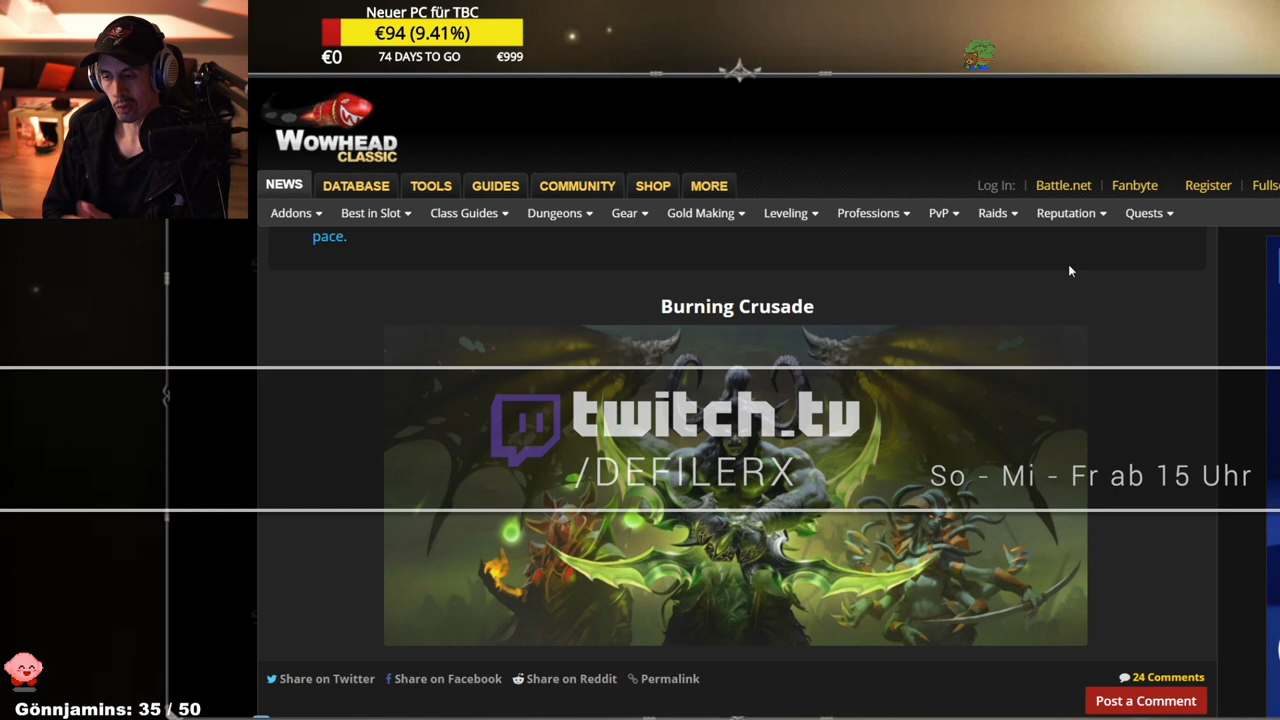 Neuer PC für TBC
€94 (9.41%)
€0 74 DAYS TO GO €999
WOWHEAD
CLASSIC
NEWS DATABASE TOOLS GUIDES COMMUNITY SHOP MORE
Log In: | Battle.net | Fanbyte Register | Fulls
Addons Best in Slot Class Guides Dungeons Gear Gold Making Leveling Professions PvP Raids Reputation Quests
pace.
Burning Crusade
twitch.tv
/DEFILERX
So - Mi - Fr ab 15 Uhr
Share on Twitter Share on Facebook Share on Reddit Permalink 24 Comments
Post a Comment
Gönnjamins: 35 / 50